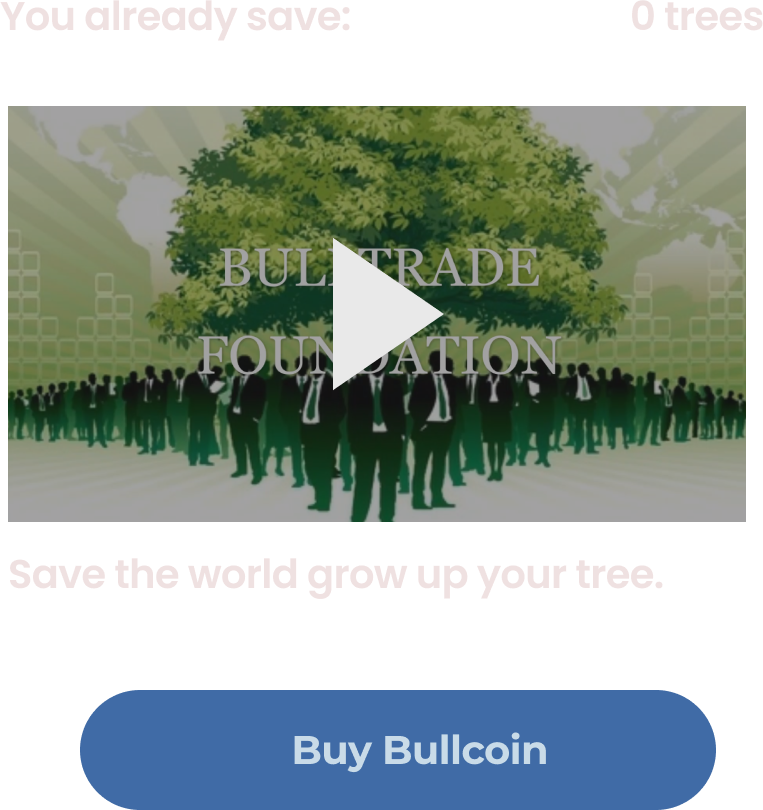 You already save: 0 trees
BULLTRADE
FOUNDATION
Save the world grow up your tree.
Buy Bullcoin